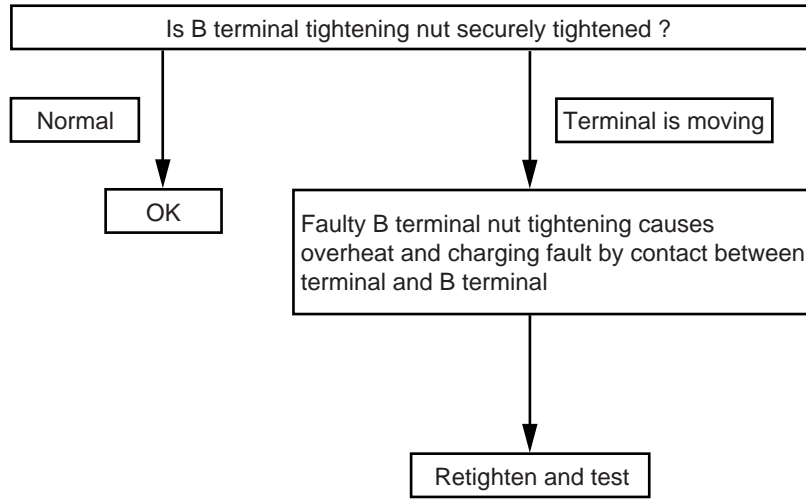 Is B terminal tightening nut securely tightened ?
Normal
Terminal is moving
OK
Faulty B terminal nut tightening causes
overheat and charging fault by contact between
terminal and B terminal
Retighten and test